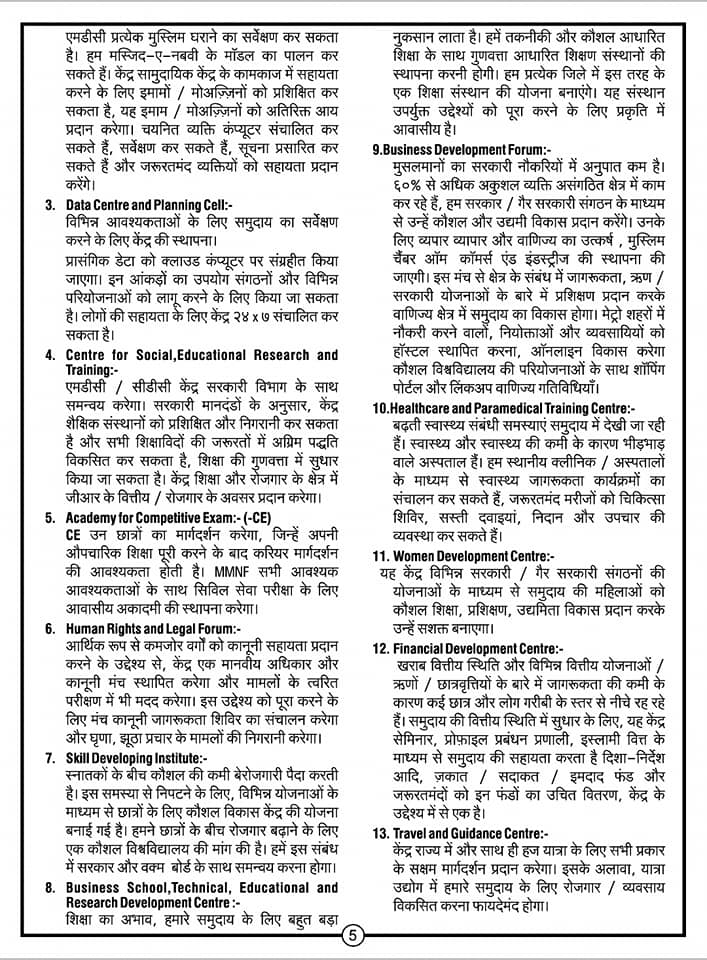 एमडीसी प्रत्येक मुस्लिम घराने का सर्वेक्षण कर सकता
है। हम मस्जिद-ए-नबवी के मॉडल का पालन कर
सकते हैं। केंद्र सामुदायिक केंद्र के कामकाज में सहायता
करने के लिए इमामों / मोअज़्ज़िनों को प्रशिक्षित कर
सकता है, यह इमाम / मोअज़्ज़िनों को अतिरिक्त आय
प्रदान करेगा। चयनित व्यक्ति कंप्यूटर संचालित कर
सकते हैं, सर्वेक्षण कर सकते हैं, सूचना प्रसारित कर
सकते हैं और जरूरतमंद व्यक्तियों को सहायता प्रदान
करेंगे।
3. Data Centre and Planning Cell:-
विभिन्न आवश्यकताओं के लिए समुदाय का सर्वेक्षण
करने के लिए केंद्र की स्थापना।
प्रासंगिक डेटा को क्लाउड कंप्यूटर पर संग्रहीत किया
जाएगा। इन आंकड़ों का उपयोग संगठनों और विभिन्न
परियोजनाओं को लागू करने के लिए किया जा सकता
है। लोगों की सहायता के लिए केंद्र २४ x ७ संचालित कर
सकता है।
4. Centre for Social,Educational Research and
Training:-
एमडीसी / सीडीसी केंद्र सरकारी विभाग के साथ
समन्वय करेगा। सरकारी मानदंडों के अनुसार, केंद्र
शैक्षिक संस्थानों को प्रशिक्षित और निगरानी कर सकता
है और सभी शिक्षाविदों की जरूरतों में अग्रिम पद्धति
विकसित कर सकता है, शिक्षा की गुणवत्ता में सुधार
किया जा सकता है। केंद्र शिक्षा और रोजगार के क्षेत्र में
जीआर के वित्तीय / रोजगार के अवसर प्रदान करेगा।
5. Academy for Competitive Exam:- (-CE)
CE उन छात्रों का मार्गदर्शन करेगा, जिन्हें अपनी
औपचारिक शिक्षा पूरी करने के बाद करियर मार्गदर्शन
की आवश्यकता होती है। MMNF सभी आवश्यक
आवश्यकताओं के साथ सिविल सेवा परीक्षा के लिए
आवासीय अकादमी की स्थापना करेगा।
6. Human Rights and Legal Forum:-
आर्थिक रूप से कमजोर वर्गों को कानूनी सहायता प्रदान
करने के उद्देश्य से, केंद्र एक मानवीय अधिकार और
कानूनी मंच स्थापित करेगा और मामलों के त्वरित
परीक्षण में भी मदद करेगा। इस उद्देश्य को पूरा करने के
लिए मंच कानूनी जागरूकता शिविर का संचालन करेगा
और घृणा, झूठा प्रचार के मामलों की निगरानी करेगा।
7. Skill Developing Institute:-
स्नातकों के बीच कौशल की कमी बेरोजगारी पैदा करती
है। इस समस्या से निपटने के लिए, विभिन्न योजनाओं के
माध्यम से छात्रों के लिए कौशल विकास केंद्र की योजना
बनाई गई है। हमने छात्रों के बीच रोजगार बढ़ाने के लिए
एक कौशल विश्वविद्यालय की मांग की है। हमें इस संबंध
में सरकार और वक्म बोर्ड के साथ समन्वय करना होगा।
8. Business School,Technical, Educational and
Research Development Centre :-
शिक्षा का अभाव, हमारे समुदाय के लिए बहुत बड़ा
नुकसान लाता है। हमें तकनीकी और कौशल आधारित
शिक्षा के साथ गुणवत्ता आधारित शिक्षण संस्थानों की
स्थापना करनी होगी। हम प्रत्येक जिले में इस तरह के
एक शिक्षा संस्थान की योजना बनाएंगे। यह संस्थान
उपर्युक्त उद्देश्यों को पूरा करने के लिए प्रकृति में
आवासीय है।
9.Business Development Forum:-
मुसलमानों का सरकारी नौकरियों में अनुपात कम है।
६०% से अधिक अकुशल व्यक्ति असंगठित क्षेत्र में काम
कर रहे हैं, हम सरकार / गैर सरकारी संगठन के माध्यम
से उन्हें कौशल और उद्यमी विकास प्रदान करेंगे। उनके
लिए व्यपार व्यापार और वाणिज्य का उत्कर्ष , मुस्लिम
चैंबर ऑम कॉमर्स एंड इंडस्ट्रीज की स्थापना की
जाएगी। इस मंच से क्षेत्र के संबंध में जागरूकता, ऋण /
सरकारी योजनाओं के बारे में प्रशिक्षण प्रदान करके
वाणिज्य क्षेत्र में समुदाय का विकास होगा। मेट्रो शहरों में
नौकरी करने वालों, नियोक्ताओं और व्यवसायियों को
हॉस्टल स्थापित करना, ऑनलाइन विकास करेगा
कौशल विश्वविद्यालय की परियोजनाओं के साथ शॉपिंग
पोर्टल और लिंकअप वाणिज्य गतिविधियाँ।
10.Healthcare and Paramedical Training Centre:-
बढ़ती स्वास्थ्य संबंधी समस्याएं समुदाय में देखी जा रही
हैं। स्वास्थ्य और स्वास्थ्य की कमी के कारण भीड़भाड़
वाले अस्पताल हैं। हम स्थानीय क्लीनिक / अस्पतालों
के माध्यम से स्वास्थ्य जागरूकता कार्यक्रमों का
संचालन कर सकते हैं, जरूरतमंद मरीजों को चिकित्सा
शिविर, सस्ती दवाइयां, निदान और उपचार की
व्यवस्था कर सकते हैं।
11. Women Development Centre:-
यह केंद्र विभिन्न सरकारी / गैर सरकारी संगठनों की
योजनाओं के माध्यम से समुदाय की महिलाओं को
कौशल शिक्षा, प्रशिक्षण, उद्यमिता विकास प्रदान करके
उन्हें सशक्त बनाएगा।
12. Financial Development Centre:-
खराब वित्तीय स्थिति और विभिन्न वित्तीय योजनाओं /
ऋणों / छात्रवृत्तियों के बारे में जागरूकता की कमी के
कारण कई छात्र और लोग गरीबी के स्तर से नीचे रह रहे
हैं। समुदाय की वित्तीय स्थिति में सुधार के लिए, यह केंद्र
सेमिनार, प्रोफ़ाइल प्रबंधन प्रणाली, इस्लामी वित्त के
माध्यम से समुदाय की सहायता करता है दिशा-निर्देश
आदि, ज़कात / सदाकत / इमदाद फंड और
जरूरतमंदों को इन फंडों का उचित वितरण, केंद्र के
उद्देश्य में से एक है।
13. Travel and Guidance Centre:-
केंद्र राज्य में और साथ ही हज यात्रा के लिए सभी प्रकार
के सक्षम मार्गदर्शन प्रदान करेगा। इसके अलावा, यात्रा
उद्योग में हमारे समुदाय के लिए रोजगार / व्यवसाय
विकसित करना फायदेमंद होगा।
5